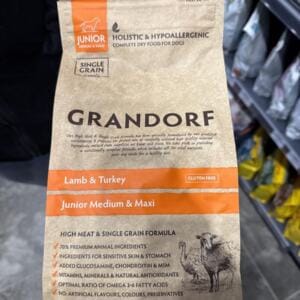 JUNIOR
HOLISTIC & HYPOALLERGENIC
COMPLETE DRY FOOD FOR DOGS
SINGLE
GRAIN
GRANDORF
Lamb & Turkey
GLUTEN FREE
Junior Medium & Maxi
HIGH MEAT & SINGLE GRAIN FORMULA
70% PREMIUM ANIMAL INGREDIENTS
INGREDIENTS FOR SENSITIVE SKIN & STOMACH
ADDED GLUCOSAMINE, CHONDROITIN & MSM
VITAMINS, MINERALS & NATURAL ANTIOXIDANTS
OPTIMAL RATIO OF OMEGA 3-6 FATTY ACIDS
NO ARTIFICIAL FLAVOURS, COLOURS, PRESERVATIVES